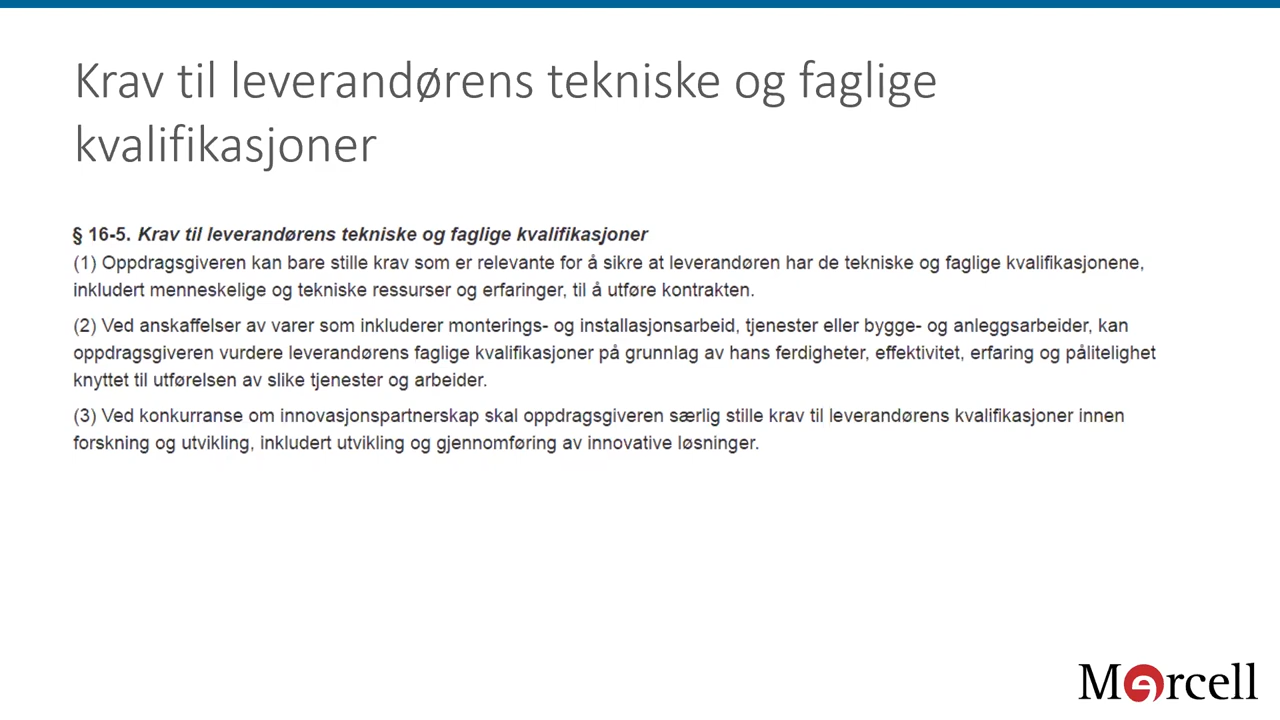 Krav til leverandørens tekniske og faglige
kvalifikasjoner
§ 16-5. Krav til leverandørens tekniske og faglige kvalifikasjoner
(1) Oppdragsgiveren kan bare stille krav som er relevante for å sikre at leverandøren har de tekniske og faglige kvalifikasjonene,
inkludert menneskelige og tekniske ressurser og erfaringer, til å utføre kontrakten.
(2) Ved anskaffelser av varer som inkluderer monterings- og installasjonsarbeid, tjenester eller bygge- og anleggsarbeider, kan
oppdragsgiveren vurdere leverandørens faglige kvalifikasjoner på grunnlag av hans ferdigheter, effektivitet, erfaring og pålitelighet
knyttet til utførelsen av slike tjenester og arbeider.
(3) Ved konkurranse om innovasjonspartnerskap skal oppdragsgiveren særlig stille krav til leverandørens kvalifikasjoner innen
forskning og utvikling, inkludert utvikling og gjennomføring av innovative løsninger.
Mercell